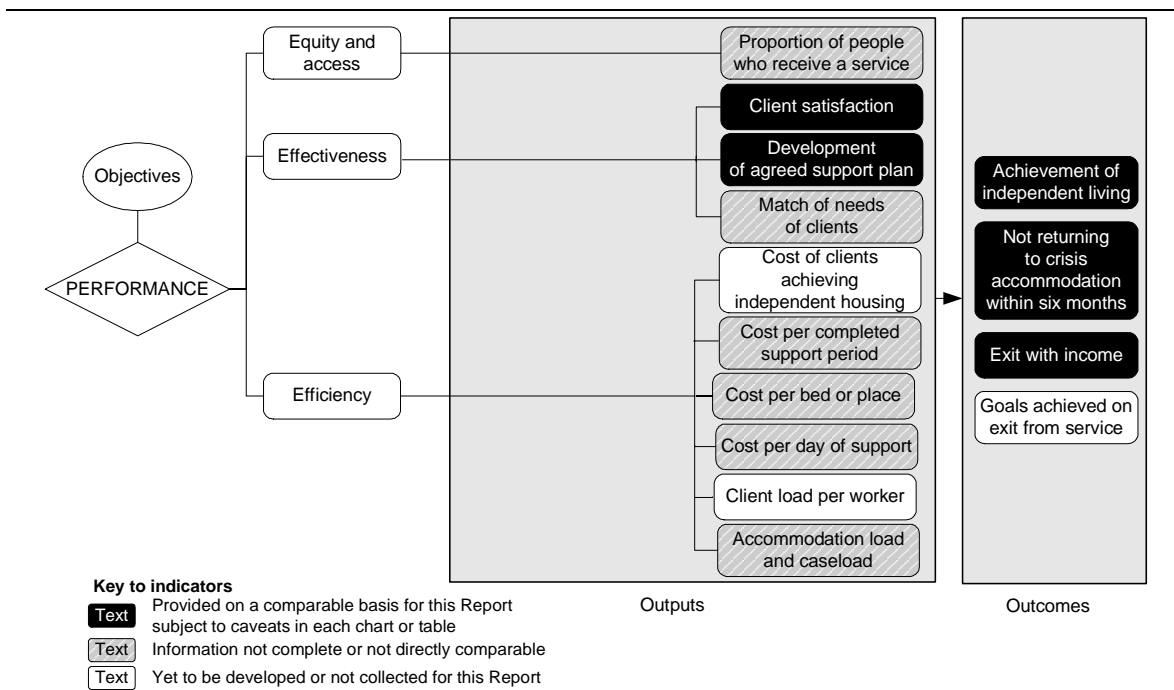 Objectives
PERFORMANCE
Equity and
access
Effectiveness
Efficiency
Proportion of people
who receive a service
Client satisfaction
Development
of agreed support plan
Match of needs
of clients
Cost of clients
achieving
independent housing
Cost per completed
support period
Cost per bed or place
Cost per day of support
Client load per worker
Accommodation load
and caseload
Outputs
Achievement of
independent living
Not returning
to crisis
accommodation
within six months
Exit with income
Goals achieved on
exit from service
Outcomes
Key to indicators
Text
Provided on a comparable basis for this Report
subject to caveats in each chart or table
Text
Information not complete or not directly comparable
Text
Yet to be developed or not collected for this Report